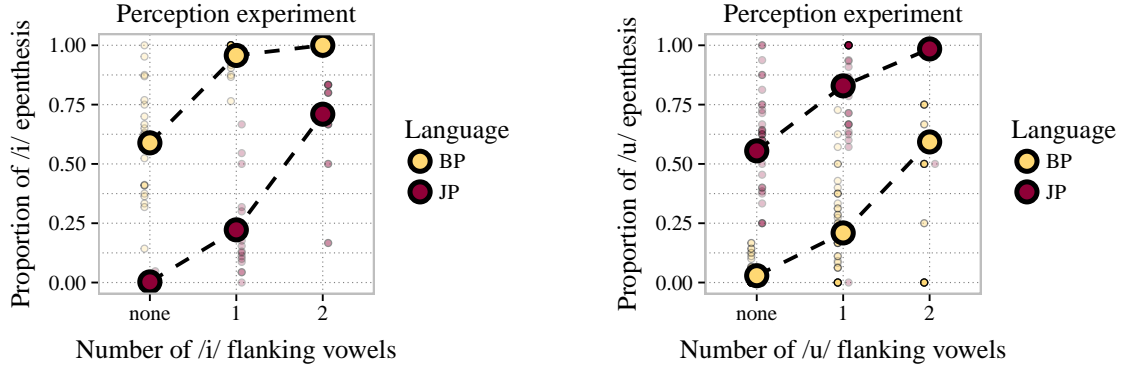 Perception experiment
Proportion of /i/ epenthesis
1.00
0.75
0.50
0.25
0.00
none 1 2
Number of /i/ flanking vowels
Language
BP
JP
Perception experiment
Proportion of /u/ epenthesis
1.00
0.75
0.50
0.25
0.00
none 1 2
Number of /u/ flanking vowels
Language
BP
JP